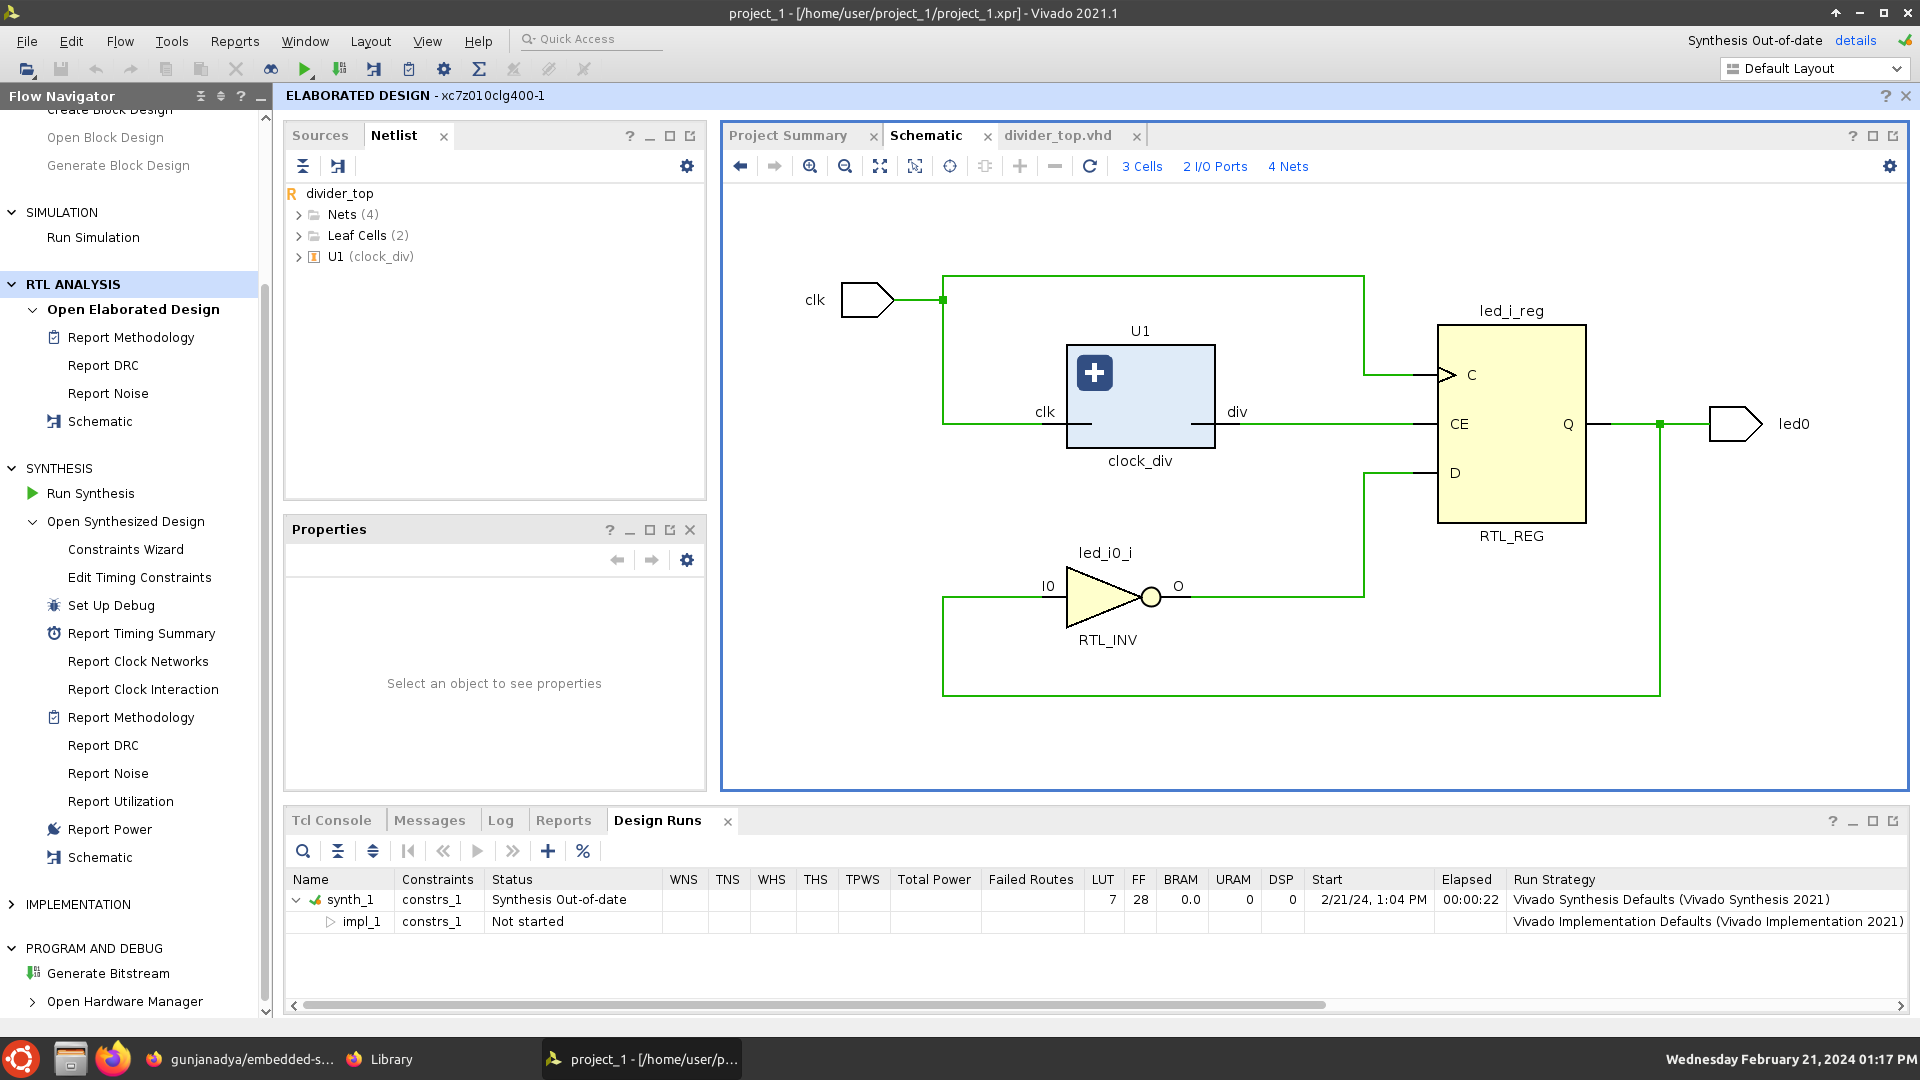 project_1 - [/home/user/project_1/project_1.xpr] - Vivado 2021.1
File Edit Flow Tools Reports Window Layout View Help Quick Access
Synthesis Out-of-date details
Default Layout
Flow Navigator
ELABORATED DESIGN - xc7z010clg400-1
Create Block Design
Open Block Design
Generate Block Design
SIMULATION
Run Simulation
RTL ANALYSIS
Open Elaborated Design
Report Methodology
Report DRC
Report Noise
Schematic
SYNTHESIS
Run Synthesis
Open Synthesized Design
Constraints Wizard
Edit Timing Constraints
Set Up Debug
Report Timing Summary
Report Clock Networks
Report Clock Interaction
Report Methodology
Report DRC
Report Noise
Report Utilization
Report Power
Schematic
IMPLEMENTATION
PROGRAM AND DEBUG
Generate Bitstream
Open Hardware Manager
Sources Netlist
divider_top
Nets (4)
Leaf Cells (2)
U1 (clock_div)
Properties
Select an object to see properties
Project Summary Schematic divider_top.vhd
3 Cells 2 I/O Ports 4 Nets
clk
U1
clk
div
clock_div
led_i_reg
C
CE
D
Q
RTL_REG
led0
led_i0_i
I0
O
RTL_INV
Tcl Console Messages Log Reports Design Runs
Name Constraints Status WNS TNS WHS THS TPWS Total Power Failed Routes LUT FF BRAM URAM DSP Start Elapsed Run Strategy
synth_1 constrs_1 Synthesis Out-of-date 7 28 0.0 0 0 2/21/24, 1:04 PM 00:00:22 Vivado Synthesis Defaults (Vivado Synthesis 2021)
impl_1 constrs_1 Not started Vivado Implementation Defaults (Vivado Implementation 2021)
gunjanadya/embedded-s... Library project_1 - [/home/user/p... Wednesday February 21, 2024 01:17 PM